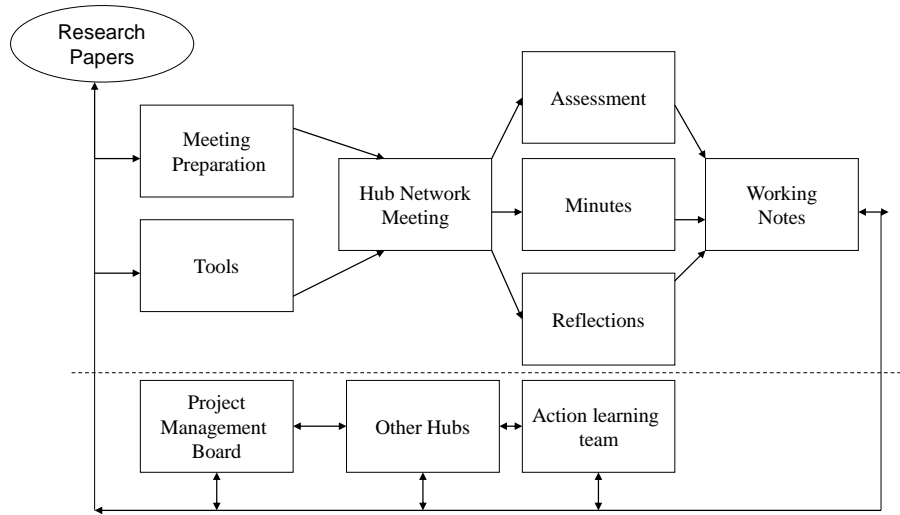 Research
Papers
Meeting
Preparation
Tools
Hub Network
Meeting
Assessment
Minutes
Reflections
Working
Notes
Project
Management
Board
Other Hubs
Action learning
team